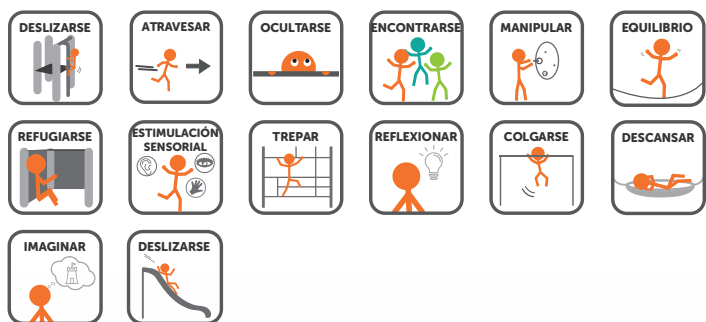 DESLIZARSE
ATRAVESAR
OCULTARSE
ENCONTRARSE
MANIPULAR
EQUILIBRIO
REFUGIARSE
ESTIMULACIÓN
SENSORIAL
TREPAR
REFLEXIONAR
COLGARSE
DESCANSAR
IMAGINAR
DESLIZARSE